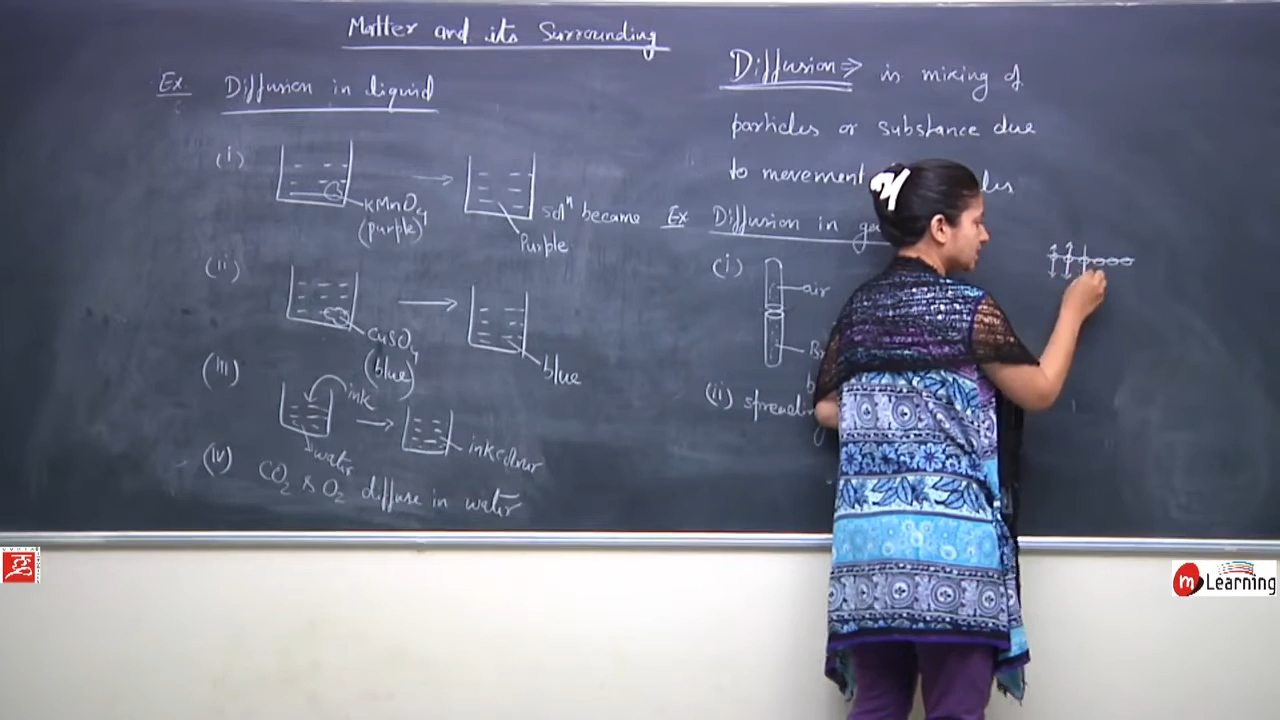 Matter and its Surrounding
Ex. Diffusion in liquid
(i) KMnO4
(purple)
soln became
Purple
(ii) CuSO4
(blue)
blue
(iii) ink
water
ink colour
(iv) CO2 & O2 diffuse in water
Diffusion ⇒ is mixing of
particles or substance due
to movement
Ex Diffusion in
(i) air
(ii) spreading
m Learning